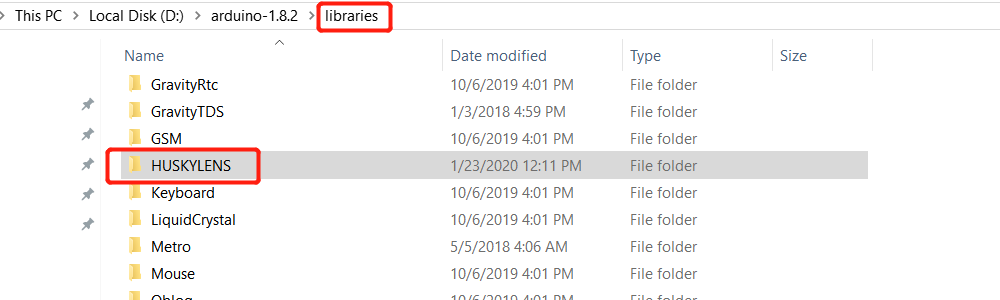 This PC > Local Disk (D:) > arduino-1.8.2 > libraries
Name Date modified Type Size
GravityRtc 10/6/2019 4:01 PM File folder
GravityTDS 1/3/2018 4:59 PM File folder
GSM 10/6/2019 4:01 PM File folder
HUSKYLENS 1/23/2020 12:11 PM File folder
Keyboard 10/6/2019 4:01 PM File folder
LiquidCrystal 10/6/2019 4:01 PM File folder
Metro 5/5/2018 4:06 AM File folder
Mouse 10/6/2019 4:01 PM File folder